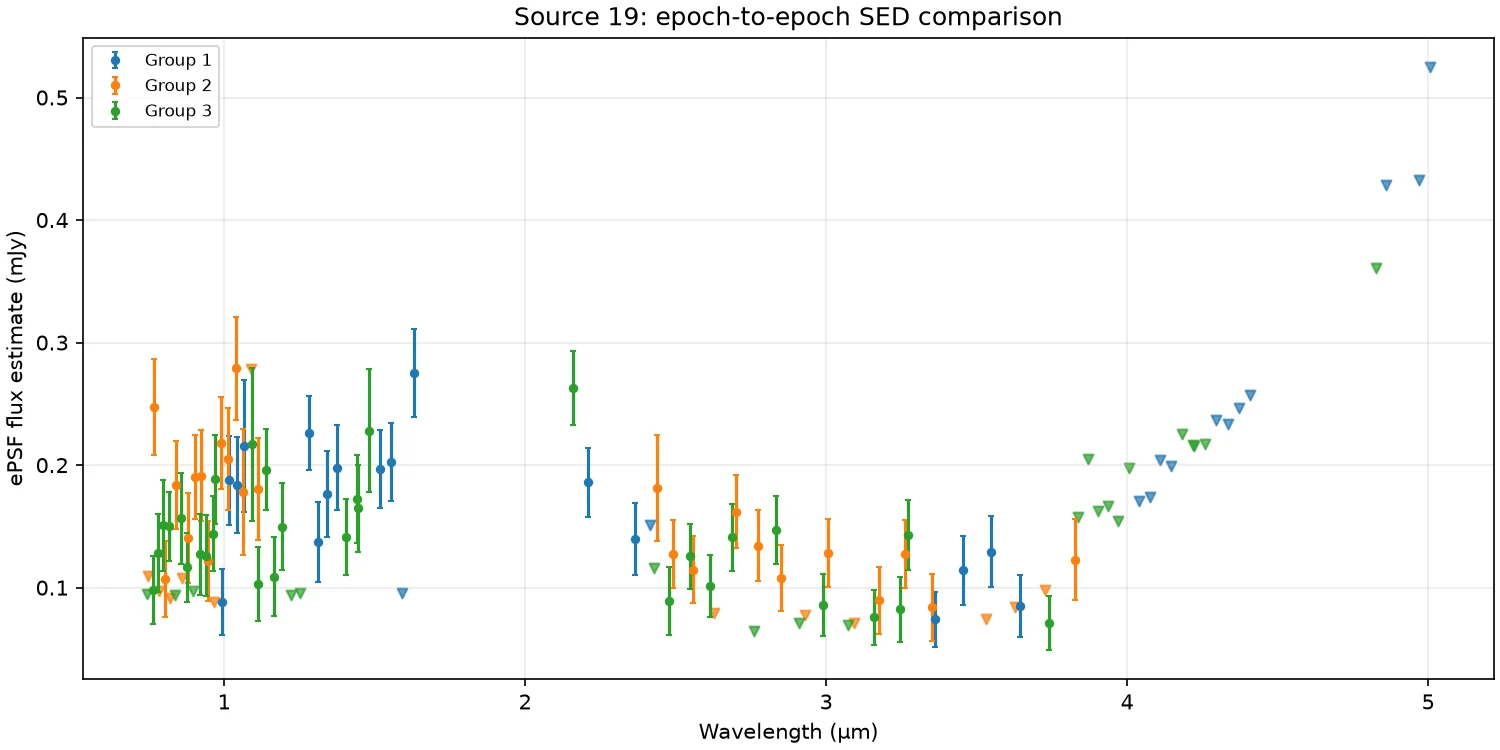 Source 19: epoch-to-epoch SED comparison
Group 1
Group 2
Group 3
ePSF flux estimate (mJy)
0.5
0.4
0.3
0.2
0.1
1 2 3 4 5
Wavelength (μm)